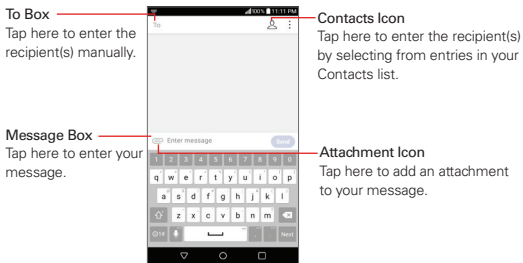 To Box
Tap here to enter the
recipient(s) manually.
Message Box
Tap here to enter your
message.
100% 11:11 PM
To
Enter message
Send
1 2 3 4 5 6 7 8 9 0
q w e r t y u i o p
a s d f g h j k l
z x c v b n m
Next
Contacts Icon
Tap here to enter the recipient(s)
by selecting from entries in your
Contacts list.
Attachment Icon
Tap here to add an attachment
to your message.